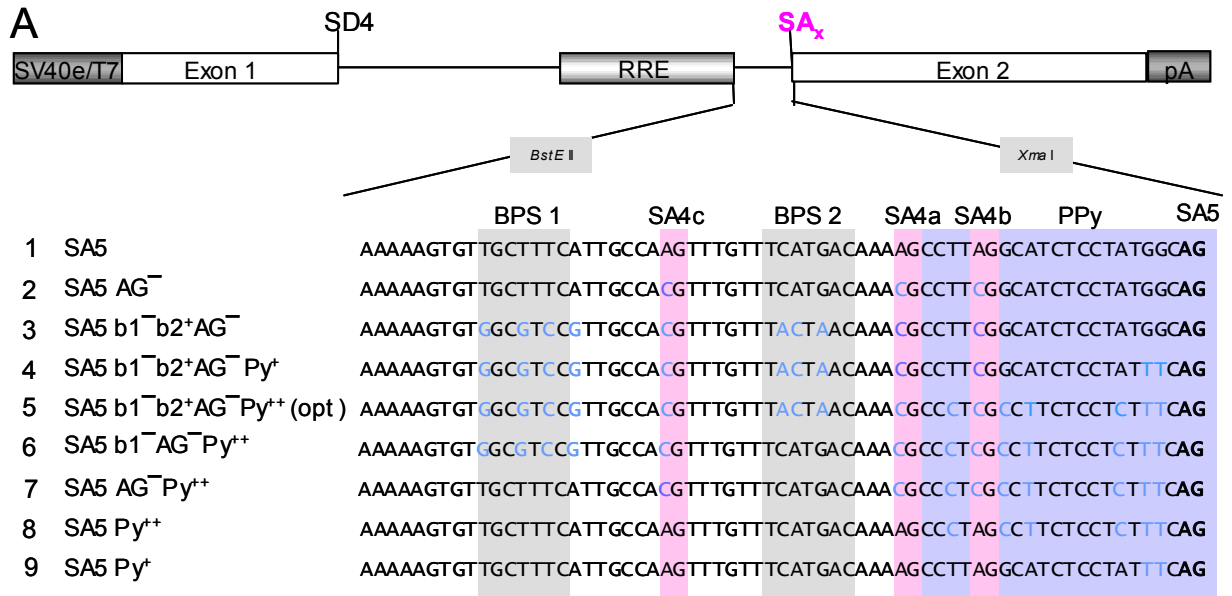 A
SD4 SAx
SV40e/T7 Exon 1 RRE Exon 2 pA
BstE II Xma I
BPS 1 SA4c BPS 2 SA4a SA4b PPy SA5
1 SA5 AAAAAGTGTTGCTTTCATTGCCAAGTTTGTTTCATGACAAAAGCCTTAGGCATCTCCTATGGCAG
2 SA5 AG⁻ AAAAAGTGTTGCTTTCATTGCCACGTTTGTTTCATGACAAACGCCTTCGGCATCTCCTATGGCAG
3 SA5 b1⁻b2⁺AG⁻ AAAAAGTGTGGCGTCCGTTGCCACGTTTGTTTACTAACAAACGCCTTCGGCATCTCCTATGGCAG
4 SA5 b1⁻b2⁺AG⁻Py⁺ AAAAAGTGTGGCGTCCGTTGCCACGTTTGTTTACTAACAAACGCCTTCGGCATCTCCTATTTCAG
5 SA5 b1⁻b2⁺AG⁻Py⁺⁺(opt) AAAAAGTGTGGCGTCCGTTGCCACGTTTGTTTACTAACAAACGCCCTCGCCTTCTCCTCTTTCAG
6 SA5 b1⁻AG⁻Py⁺⁺ AAAAAGTGTGGCGTCCGTTGCCACGTTTGTTTCATGACAAACGCCCTCGCCTTCTCCTCTTTCAG
7 SA5 AG⁻Py⁺⁺ AAAAAGTGTTGCTTTCATTGCCACGTTTGTTTCATGACAAACGCCCTCGCCTTCTCCTCTTTCAG
8 SA5 Py⁺⁺ AAAAAGTGTTGCTTTCATTGCCAAGTTTGTTTCATGACAAAAGCCCTAGCCTTCTCCTCTTTCAG
9 SA5 Py⁺ AAAAAGTGTTGCTTTCATTGCCAAGTTTGTTTCATGACAAAAGCCTTAGGCATCTCCTATTTCAG